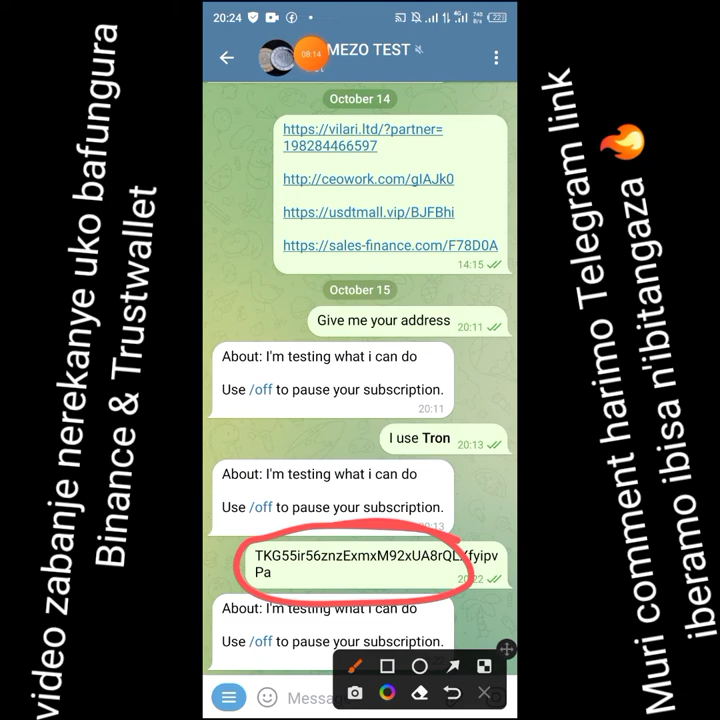 video zabanje nerekanye uko bafungura
Binance & Trustwallet
20:24
08:14
MEZO TEST
October 14
https://vilari.ltd/?partner=
198284466597
http://ceowork.com/gIAJk0
https://usdtmall.vip/BJFBhi
https://sales-finance.com/F78D0A
14:15
October 15
Give me your address
20:11
About: I'm testing what i can do
Use /off to pause your subscription.
20:11
I use Tron
20:13
About: I'm testing what i can do
Use /off to pause your subscription.
20:13
Pa
20:22
About: I'm testing what i can do
Use /off to pause your subscription.
Muri comment harimo Telegram link
iberamo ibisa n'ibitangaza 🔥